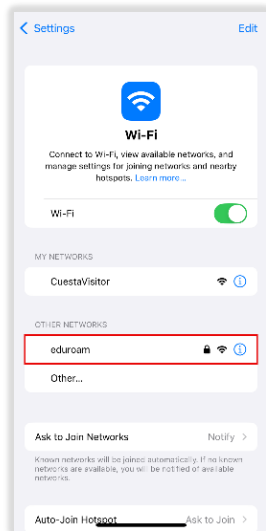 Settings
Edit
Wi-Fi
Connect to Wi-Fi, view available networks, and
manage settings for joining networks and nearby
hotspots. Learn more...
Wi-Fi
MY NETWORKS
CuestaVisitor
OTHER NETWORKS
eduroam
Other...
Ask to Join Networks Notify
Known networks will be joined automatically. If no known
networks are available, you will be notified of available
networks.
Auto-Join Hotspot Ask to Join